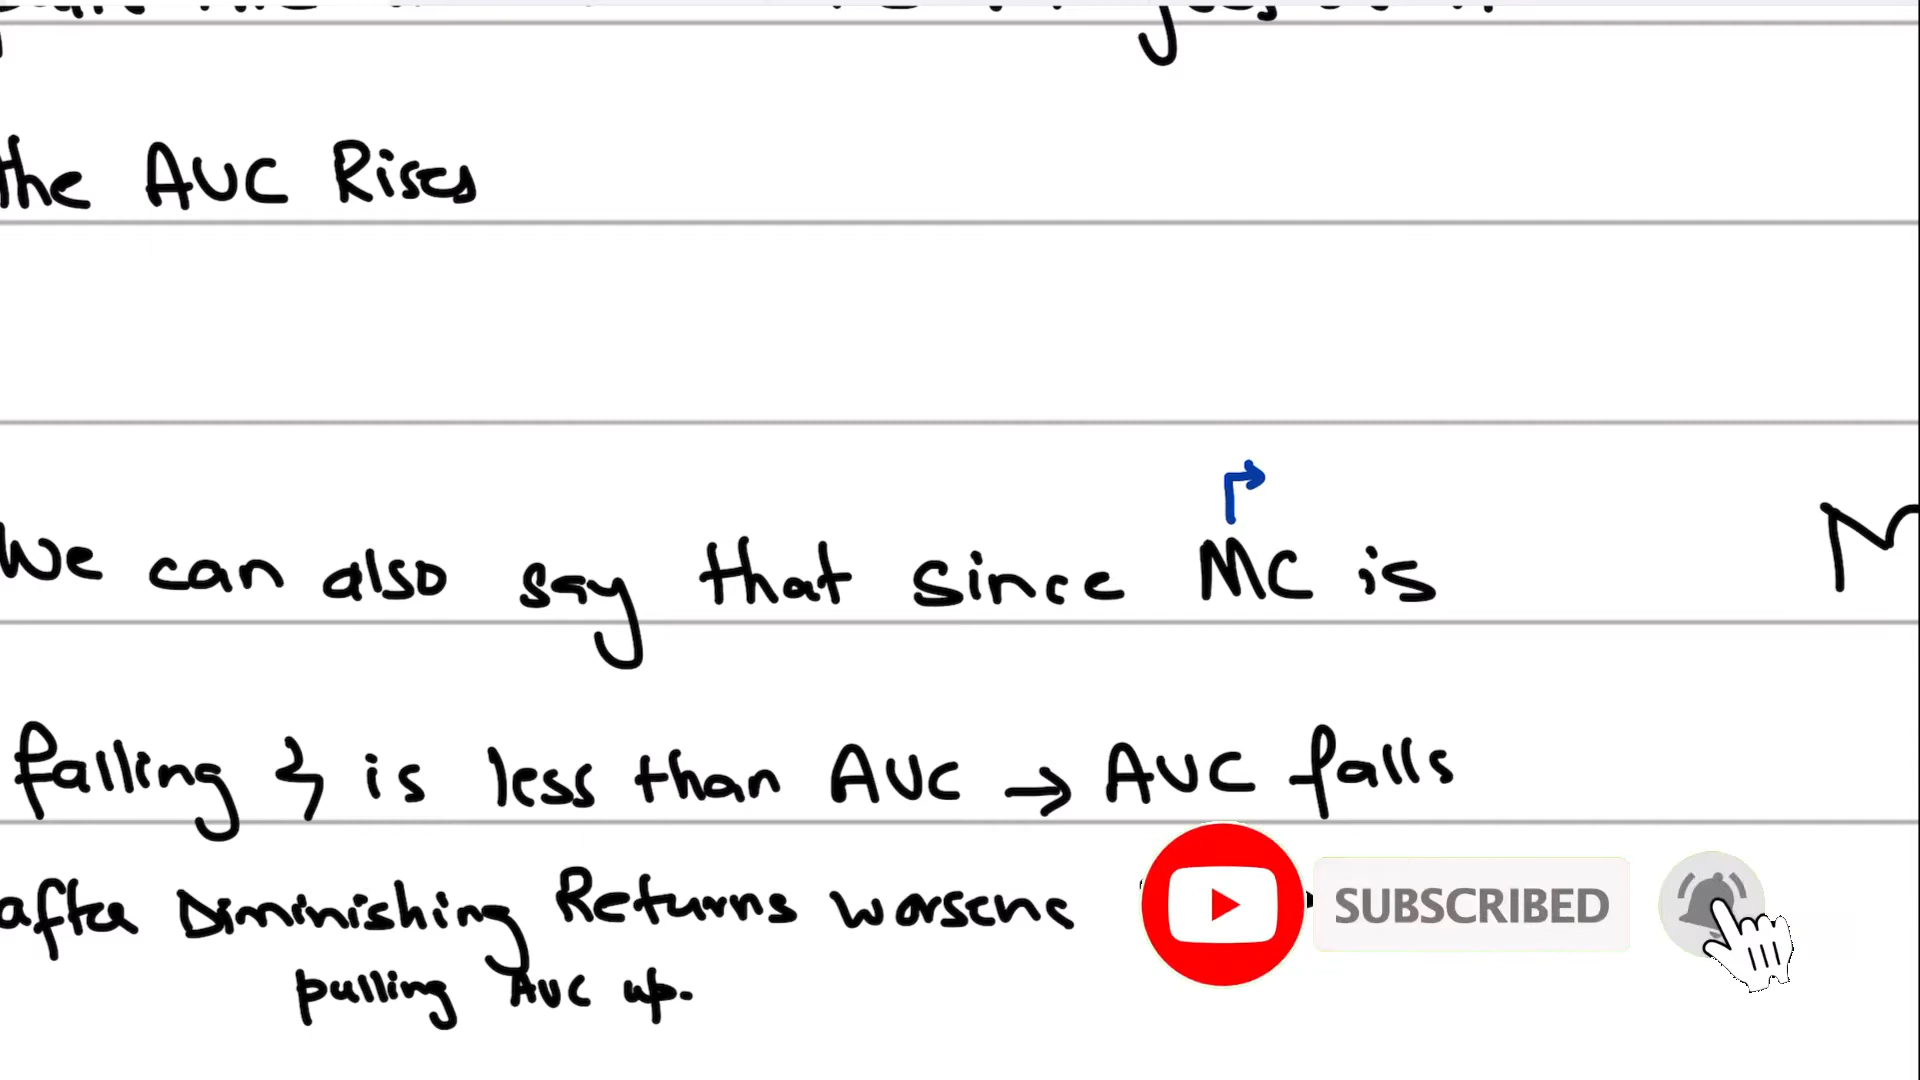 the AVC Rises
We can also say that since MC is
falling & is less than AVC → AVC falls
after Diminishing Returns worsens
SUBSCRIBED
pulling AVC up.